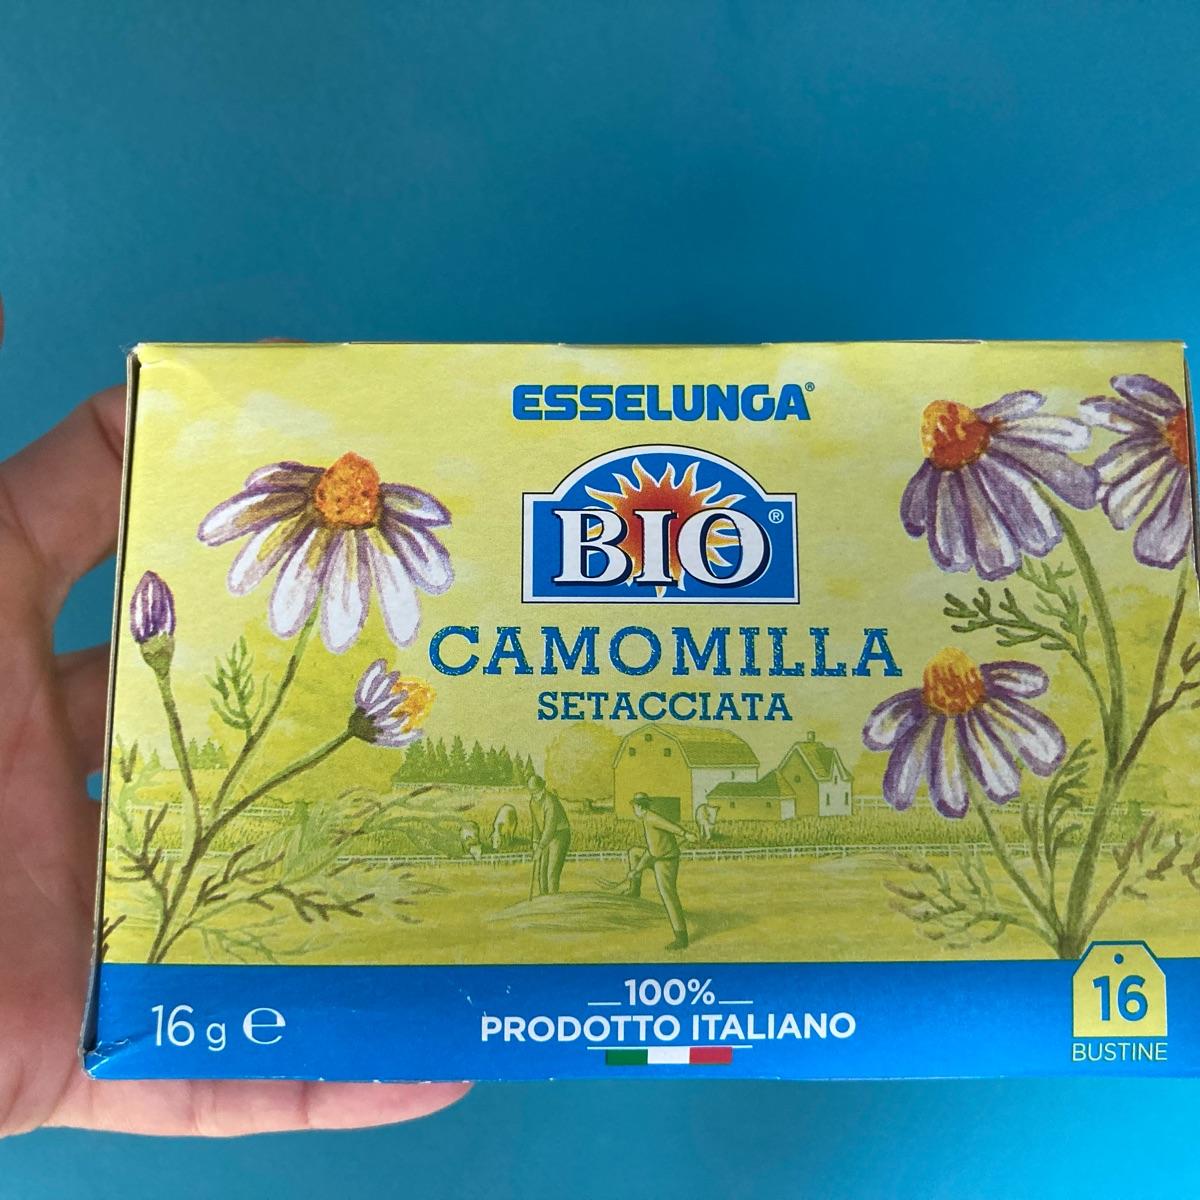 ESSELUNGA®
BIO®
CAMOMILLA
SETACCIATA
16 g ℮
100%
PRODOTTO ITALIANO
16
BUSTINE